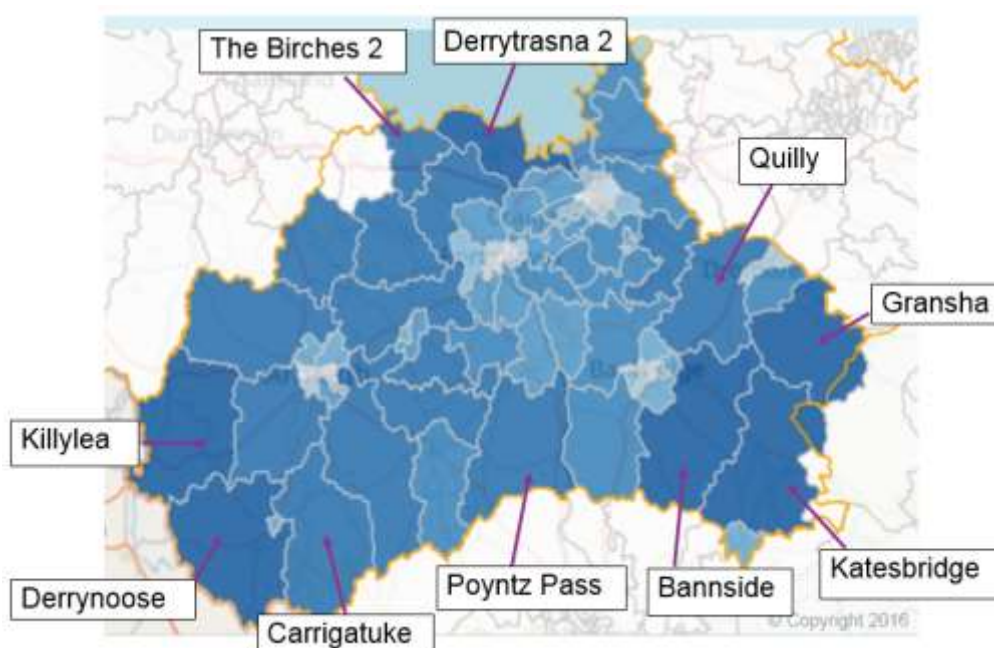 The Birches 2
Derrytrasna 2
Quilly
Gransha
Killylea
Derrynoose
Carrigatuke
Poyntz Pass
Bannside
Katesbridge
© Copyright 2016